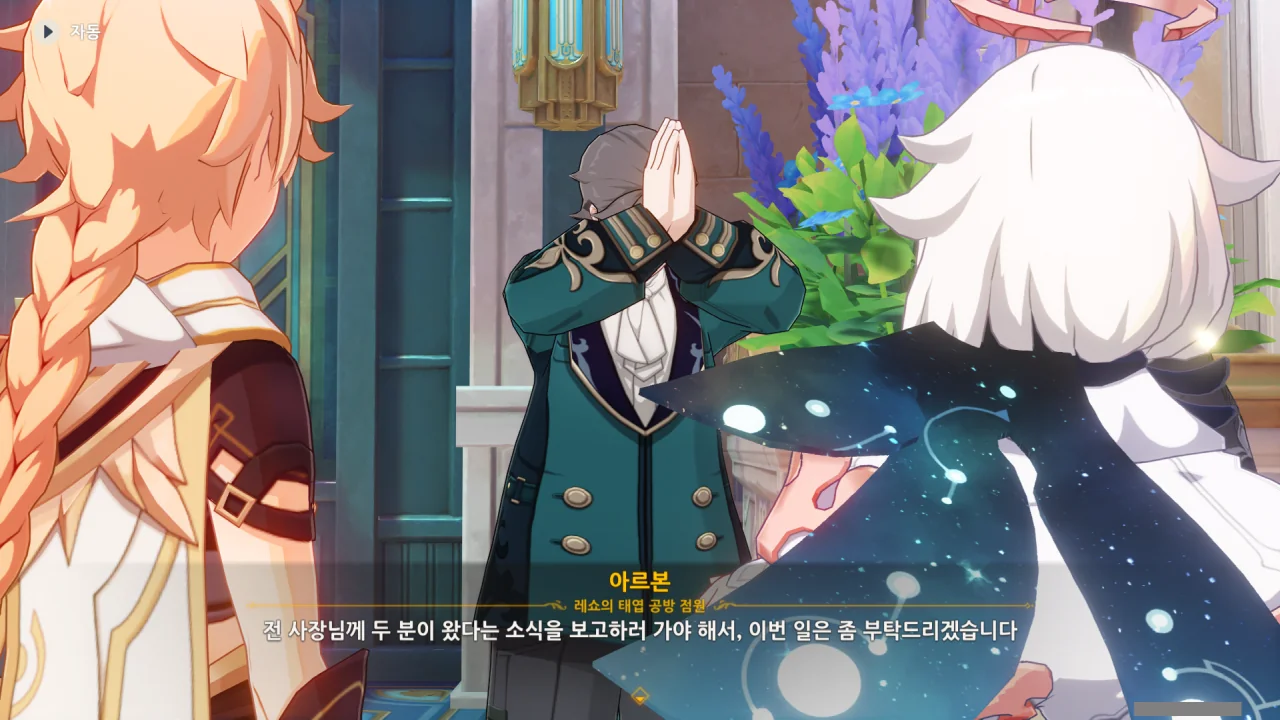 자동
아르본
레쇼의 태엽 공방 점원
전 사장님께 두 분이 왔다는 소식을 보고하러 가야 해서, 이번 일은 좀 부탁드리겠습니다